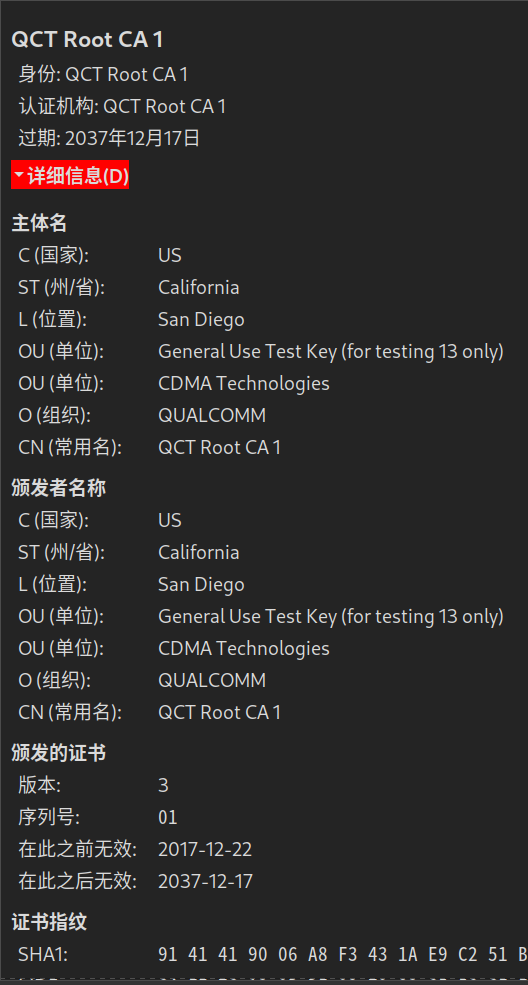 QCT Root CA 1
身份: QCT Root CA 1
认证机构: QCT Root CA 1
过期: 2037年12月17日
详细信息(D)
主体名
C (国家): US
ST (州/省): California
L (位置): San Diego
OU (单位): General Use Test Key (for testing 13 only)
OU (单位): CDMA Technologies
O (组织): QUALCOMM
CN (常用名): QCT Root CA 1
颁发者名称
C (国家): US
ST (州/省): California
L (位置): San Diego
OU (单位): General Use Test Key (for testing 13 only)
OU (单位): CDMA Technologies
O (组织): QUALCOMM
CN (常用名): QCT Root CA 1
颁发的证书
版本: 3
序列号: 01
在此之前无效: 2017-12-22
在此之后无效: 2037-12-17
证书指纹
SHA1: 91 41 41 90 06 A8 F3 43 1A E9 C2 51